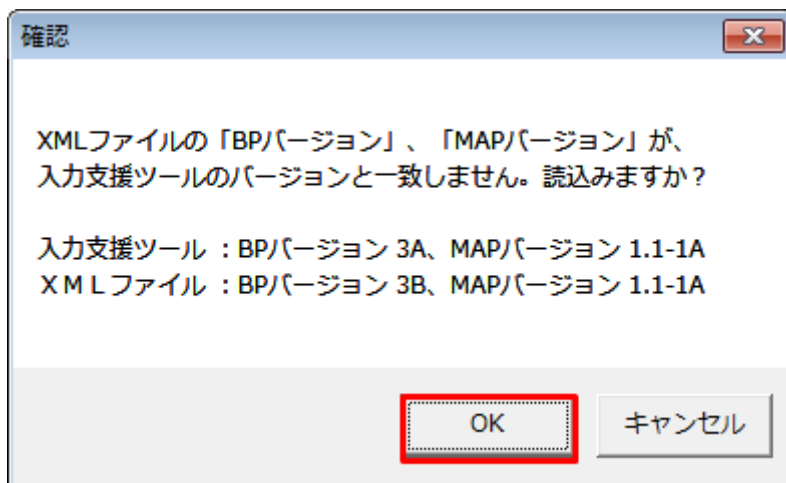 確認
XMLファイルの「BPバージョン」、「MAPバージョン」が、
入力支援ツールのバージョンと一致しません。読込みますか？
入力支援ツール ：BPバージョン 3A、MAPバージョン 1.1-1A
ＸＭＬファイル ：BPバージョン 3B、MAPバージョン 1.1-1A
OK キャンセル